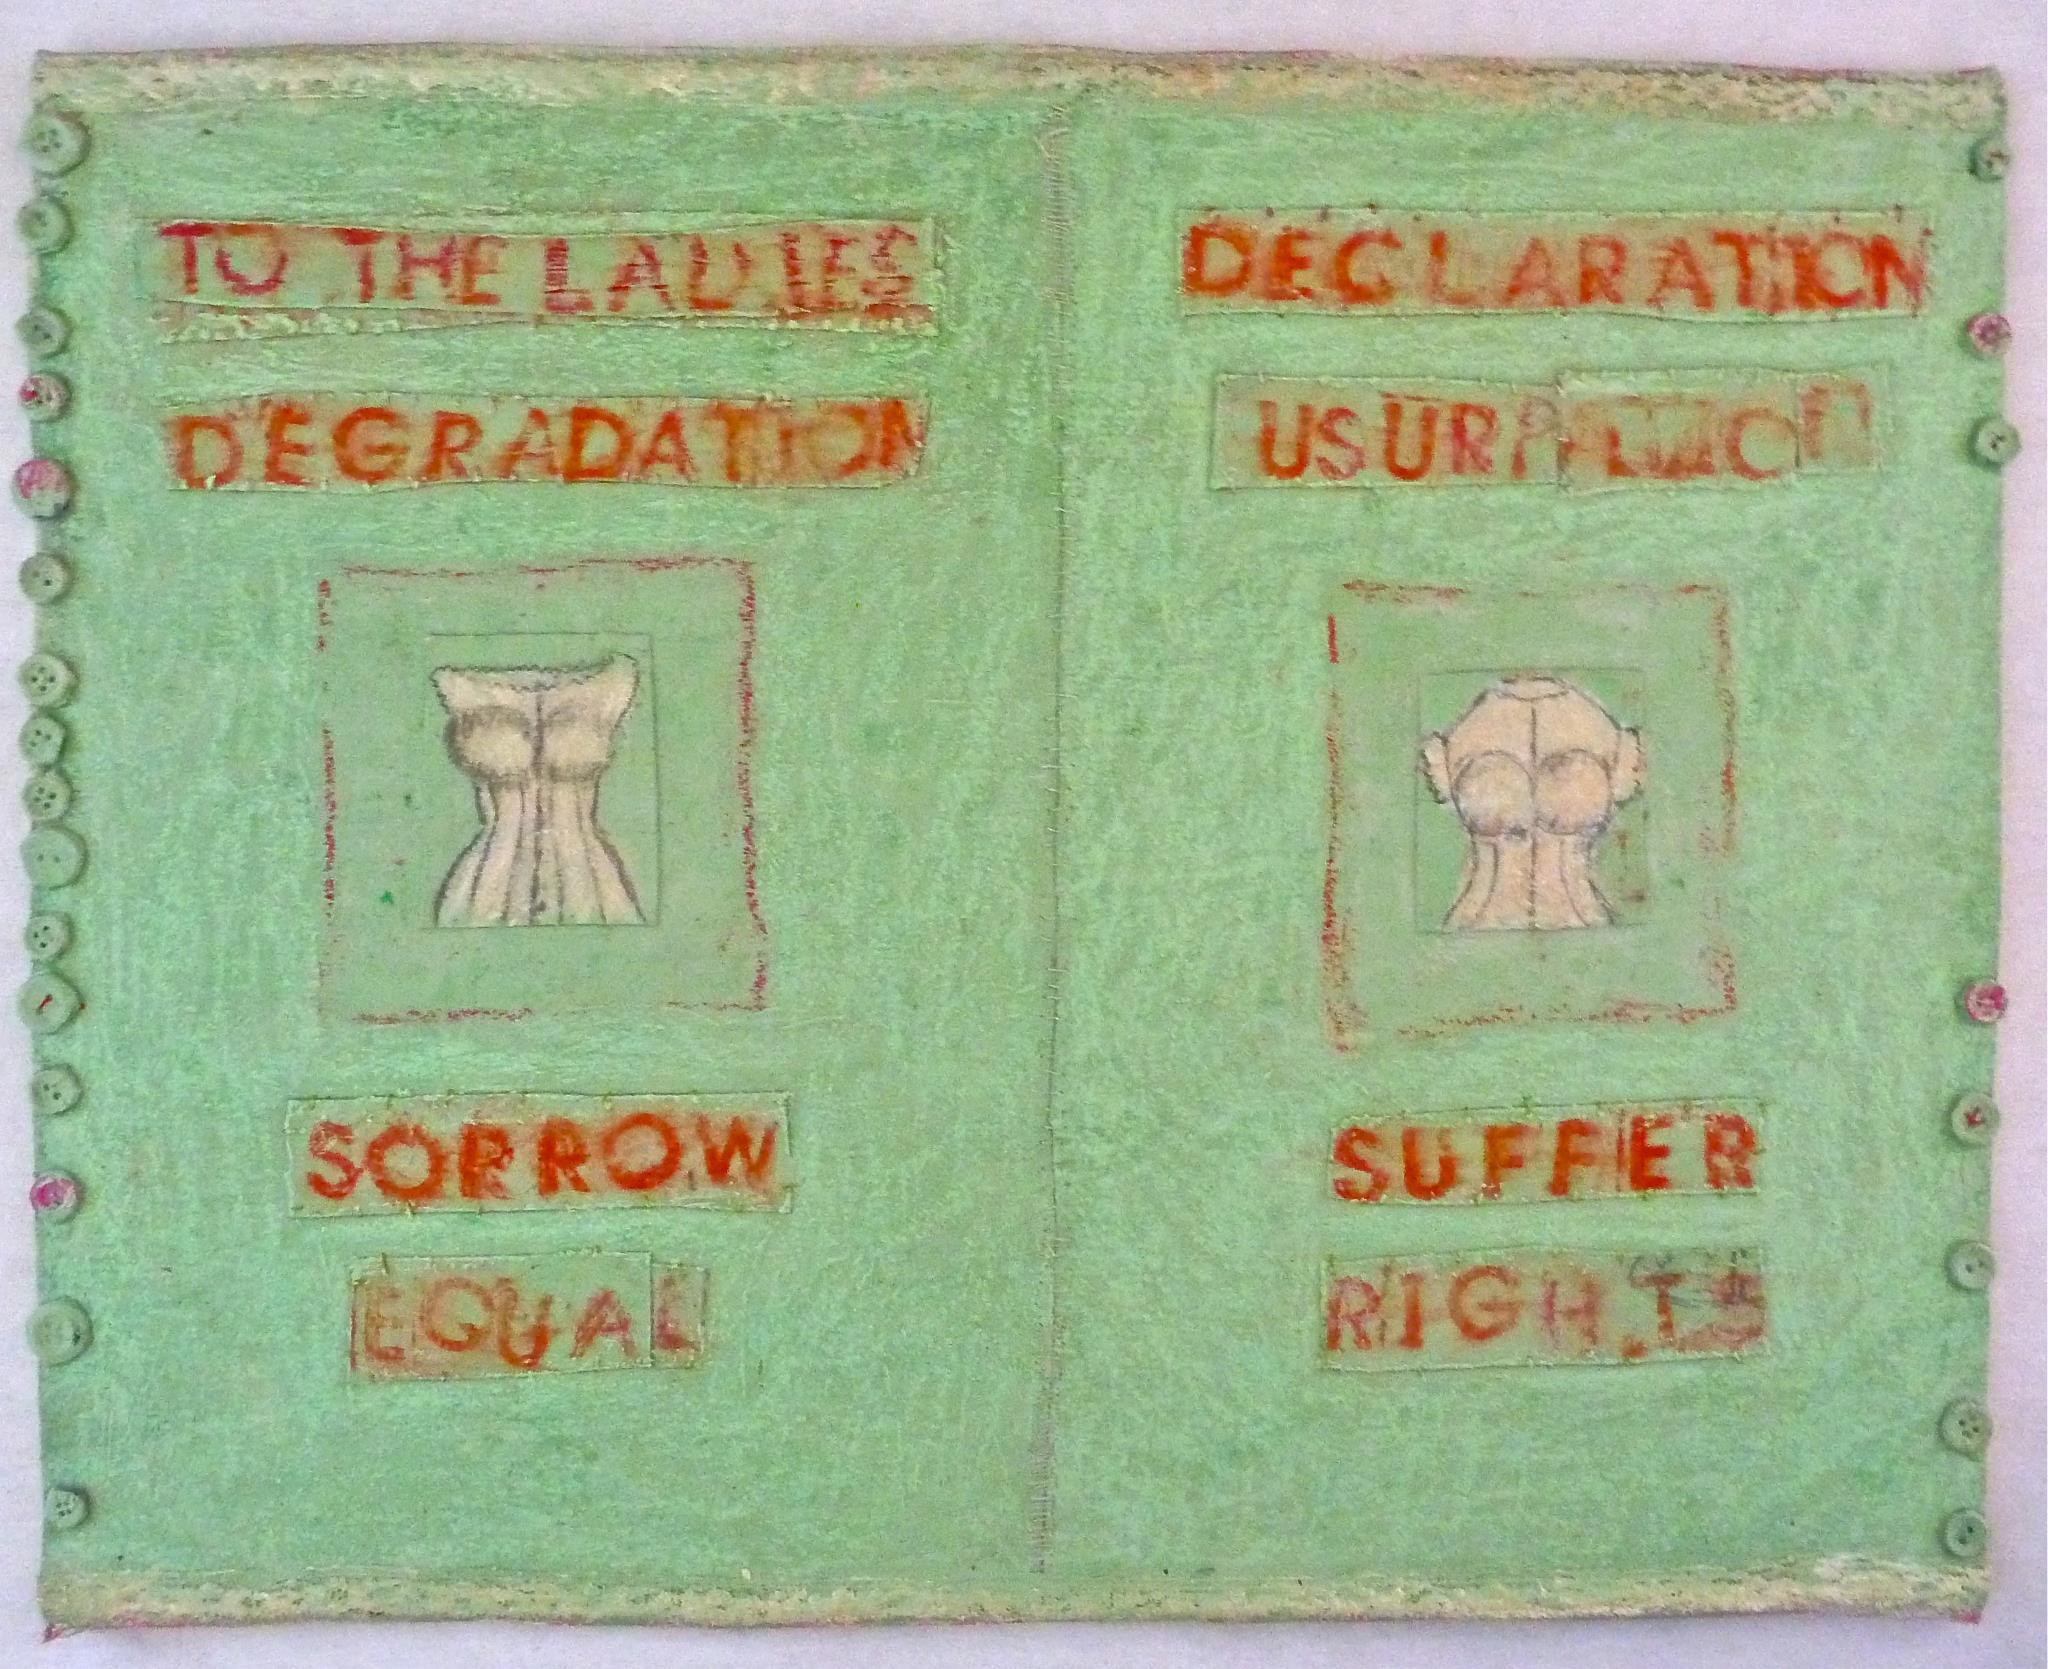 TO THE LADIES
DEGRADATION
SORROW
EQUAL
DECLARATION
USURPATION
SUFFER
RIGHTS